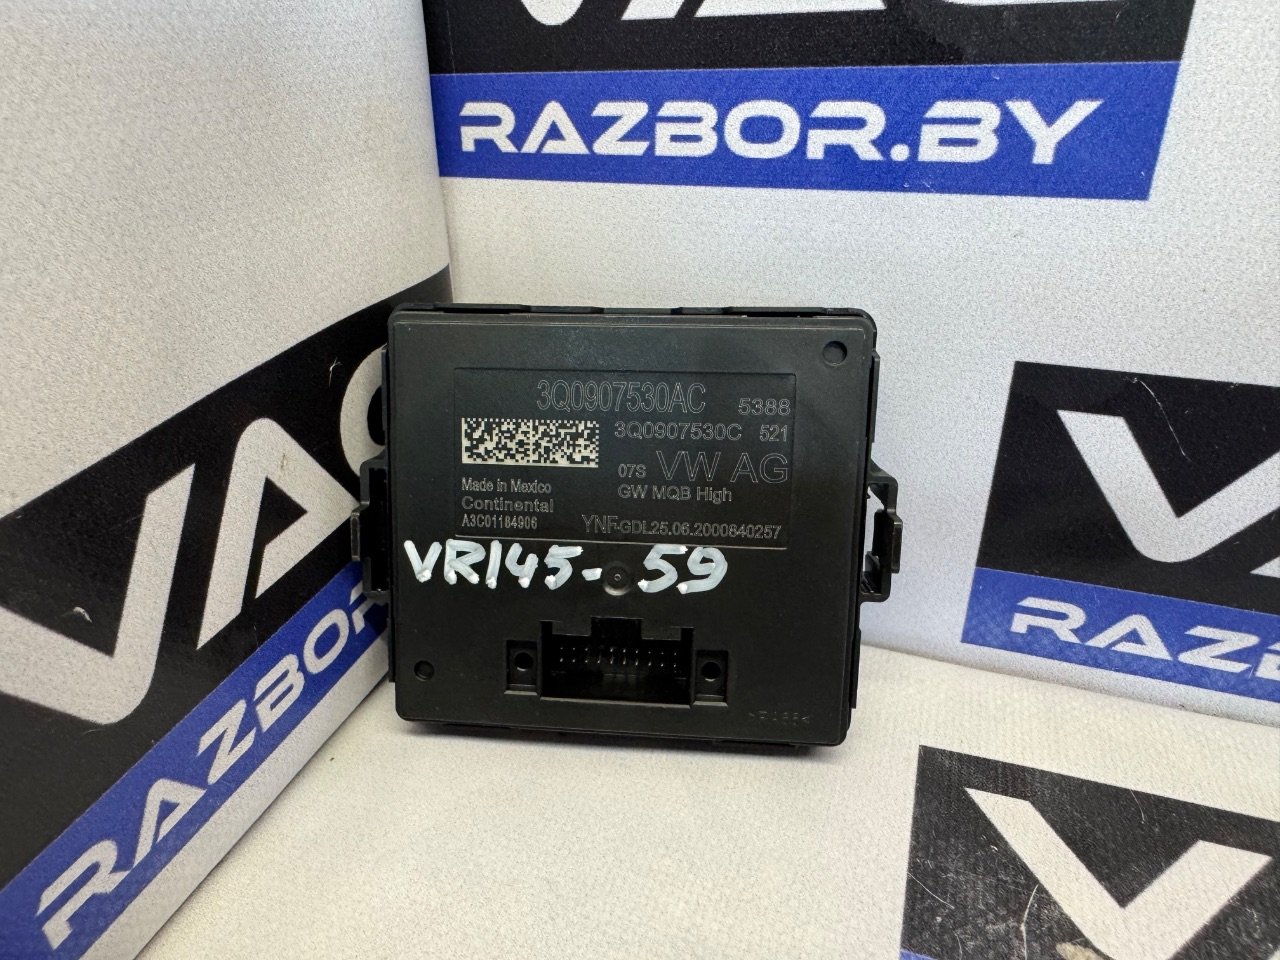 RAZBOR.BY
VAG
RAZBOR
3Q0907530AC 5388
3Q0907530C 521
07S VW AG
GW MQB High
Made in Mexico
Continental
A3C01184906
YNF-GDL25.06.2000840257
VR145-59